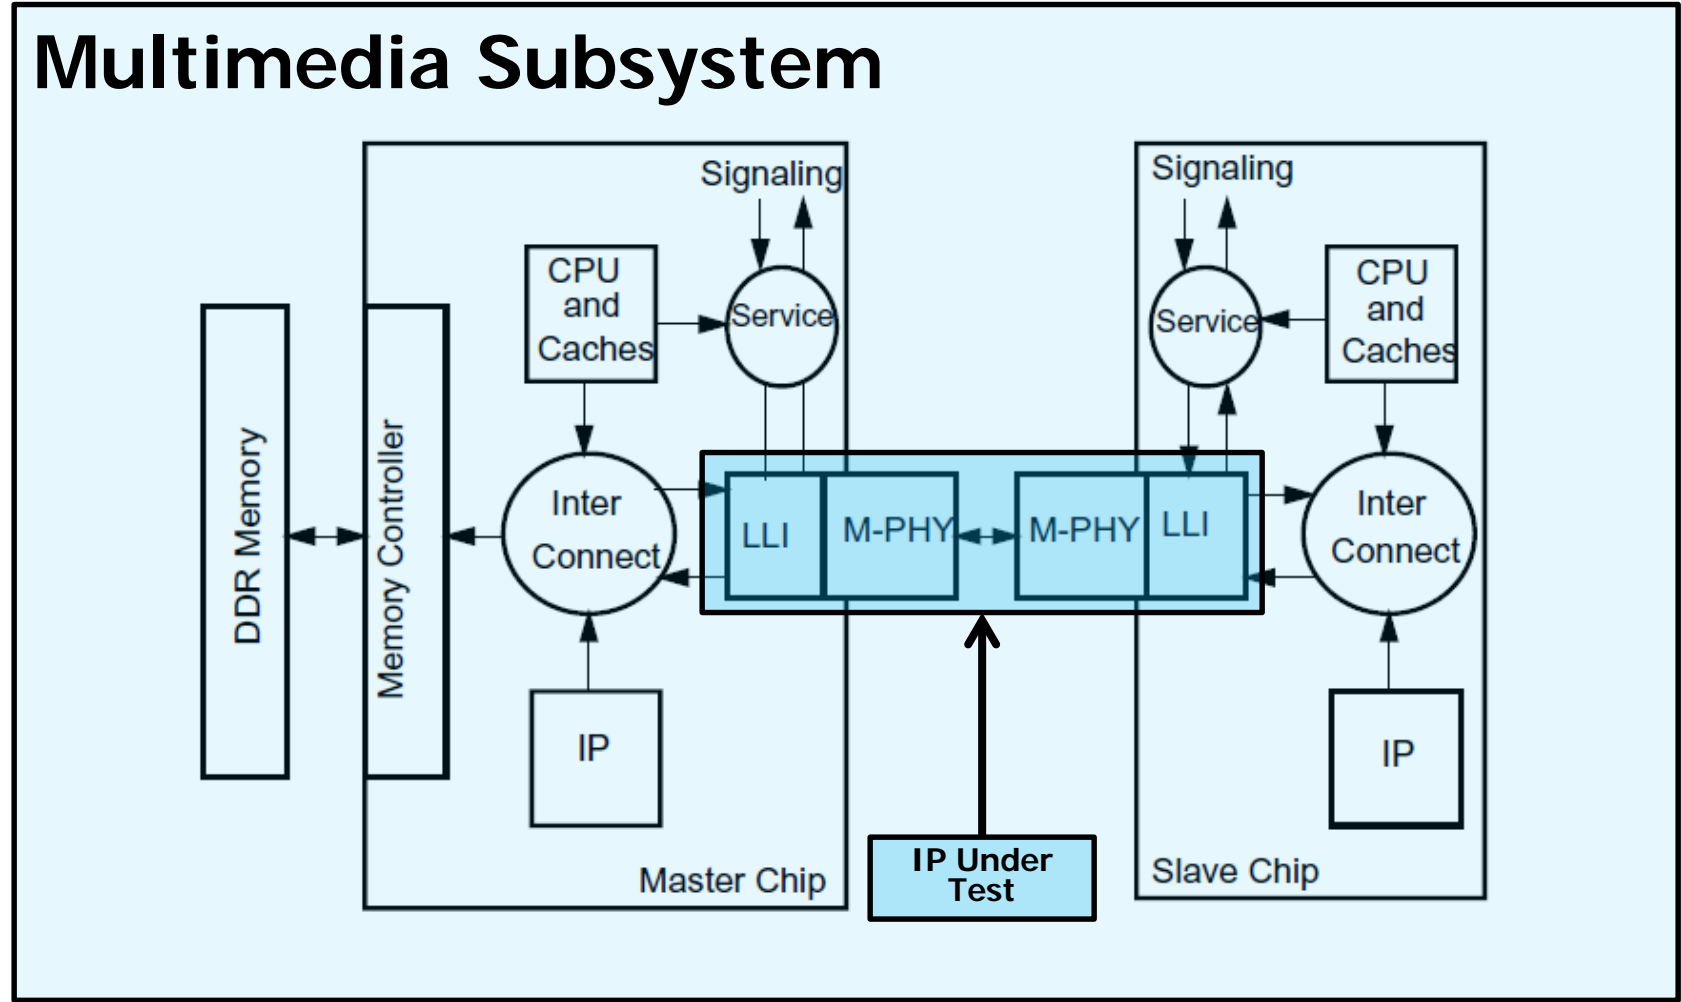 Multimedia Subsystem
Signaling
Signaling
CPU
and
Caches
Service
Service
CPU
and
Caches
DDR Memory
Memory Controller
Inter
Connect
LLI
M-PHY
M-PHY
LLI
Inter
Connect
IP
IP
IP Under
Test
Master Chip
Slave Chip